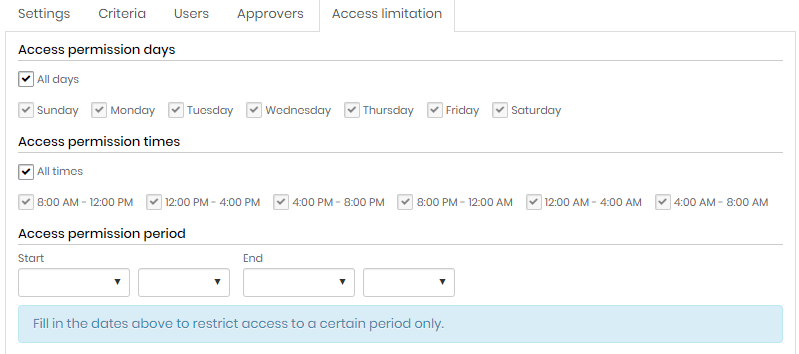 Settings Criteria Users Approvers Access limitation
Access permission days
All days
Sunday Monday Tuesday Wednesday Thursday Friday Saturday
Access permission times
All times
8:00 AM - 12:00 PM 12:00 PM - 4:00 PM 4:00 PM - 8:00 PM 8:00 PM - 12:00 AM 12:00 AM - 4:00 AM 4:00 AM - 8:00 AM
Access permission period
Start End
Fill in the dates above to restrict access to a certain period only.